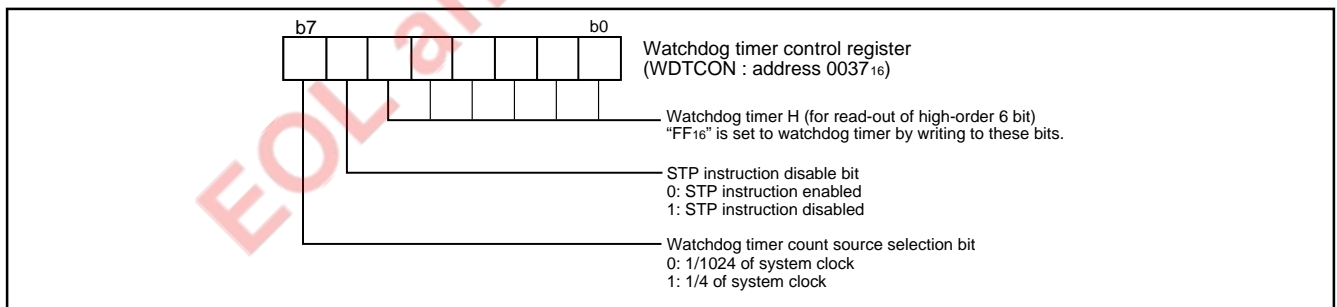 b7 b0
Watchdog timer control register
(WDTCON : address 0037₁₆)
Watchdog timer H (for read-out of high-order 6 bit)
“FF₁₆” is set to watchdog timer by writing to these bits.
STP instruction disable bit
0: STP instruction enabled
1: STP instruction disabled
Watchdog timer count source selection bit
0: 1/1024 of system clock
1: 1/4 of system clock
EOL